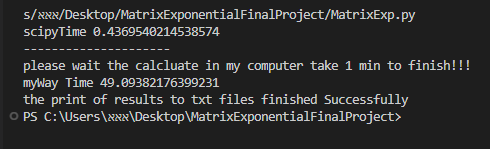 s/אאא/Desktop/MatrixExponentialFinalProject/MatrixExp.py
scipyTime 0.4369540214538574
---------------------
please wait the calcluate in my computer take 1 min to finish!!!
myWay Time 49.09382176399231
the print of results to txt files finished Successfully
PS C:\Users\אאא\Desktop\MatrixExponentialFinalProject>